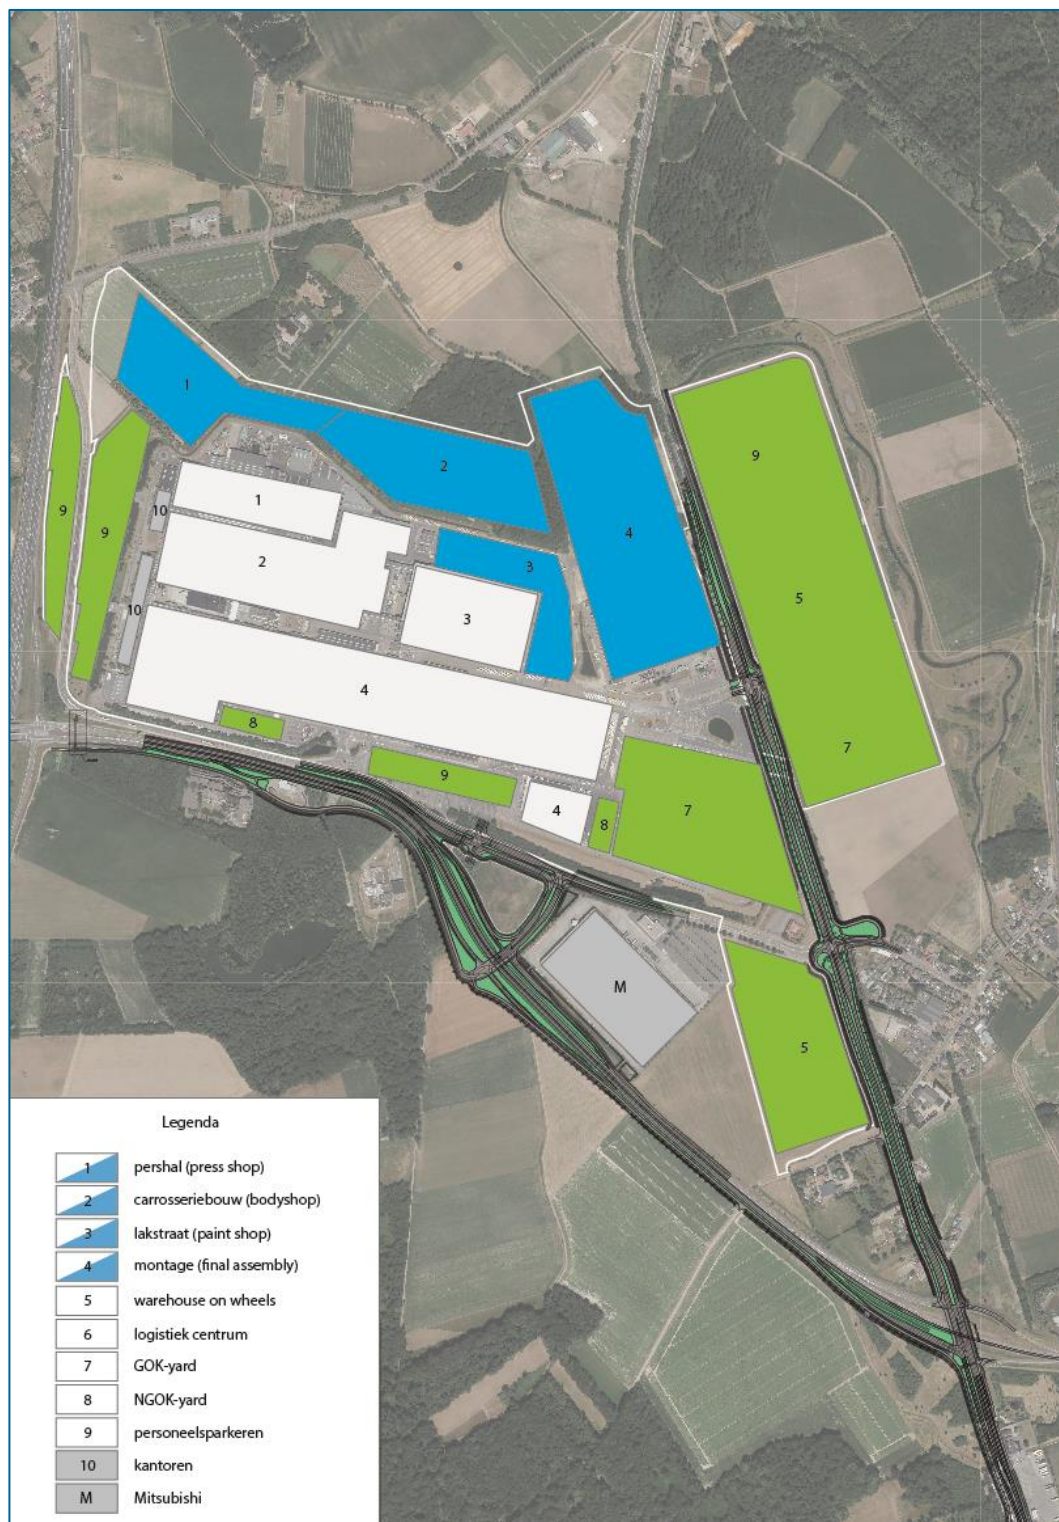 1
2
9
4
9
9
10
1
2
3
3
5
10
4
7
8
9
4
8
7
M
5
Legenda
1 pershal (press shop)
2 carrosseriebouw (bodyshop)
3 lakstraat (paint shop)
4 montage (final assembly)
5 warehouse on wheels
6 logistiek centrum
7 GOK-yard
8 NGOK-yard
9 personeelsparkeren
10 kantoren
M Mitsubishi